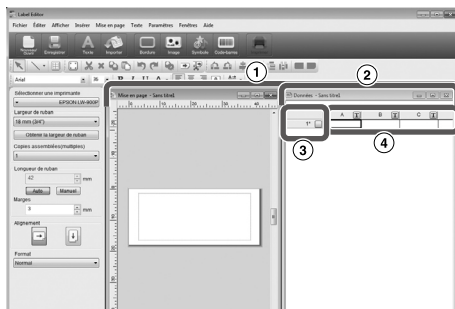 Label Editor
Fichier Éditer Afficher Insérer Mise en page Texte Paramètres Fenêtres Aide
Enregistrer Texte Importer Bordure Image Symbole Code-barres
Arial
1
2
Sélectionner une imprimante
EPSON LW-900P
Largeur de ruban
18 mm (3/4")
Obtenir la largeur de ruban
Copies assemblées(multiples)
1
Longueur de ruban
42 mm
Auto Manuel
Marges
3 mm
Alignement
Format
Normal
Mise en page - Sans titre1
Données - Sans titre1
A T B T C T
1*
3
4